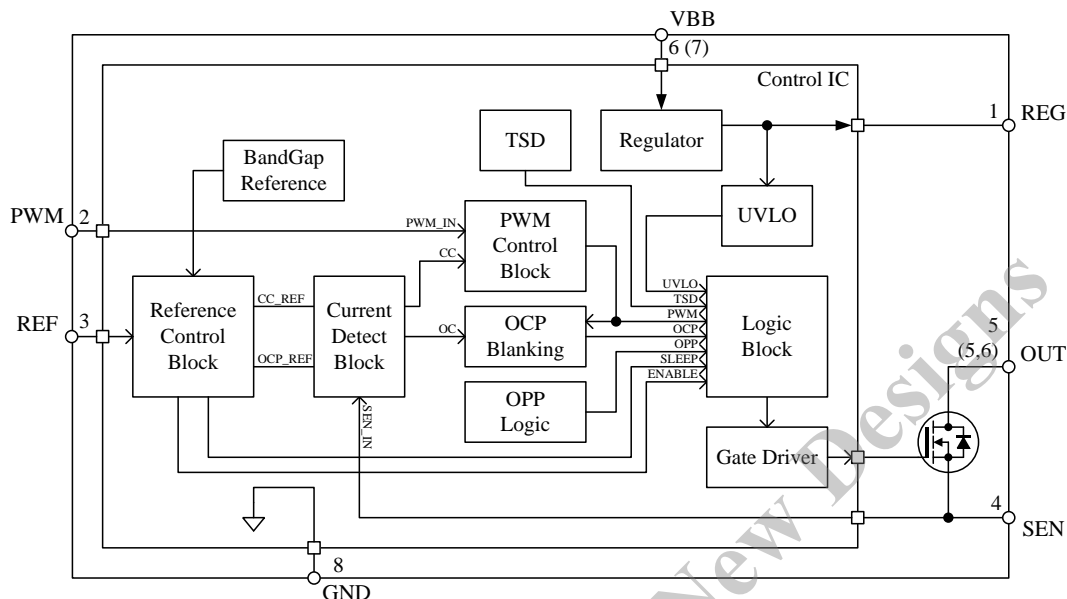 VBB
6 (7)
Control IC
1
REG
TSD
Regulator
BandGap
Reference
PWM
2
PWM_IN
PWM
Control
Block
UVLO
CC
UVLO
TSD
PWM
OCP
OPP
SLEEP
ENABLE
REF
3
Reference
Control
Block
CC_REF
OCP_REF
Current
Detect
Block
OC
OCP
Blanking
Logic
Block
5
(5,6)
OUT
SEN_IN
OPP
Logic
Gate Driver
4
SEN
8
GND
New Designs